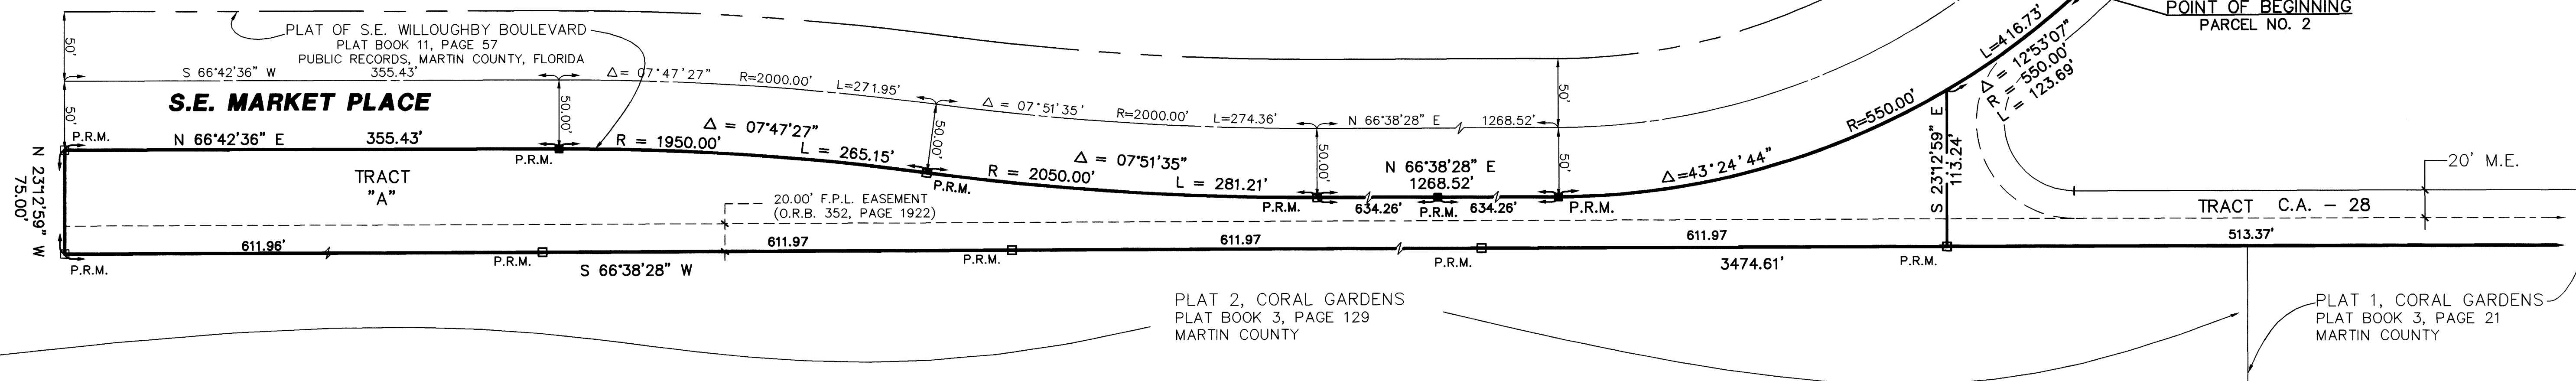 POINT OF BEGINNING
PARCEL NO. 2
L=416.73'
PLAT OF S.E. WILLOUGHBY BOULEVARD
PLAT BOOK 11, PAGE 57
PUBLIC RECORDS, MARTIN COUNTY, FLORIDA
50'
S 66°42'36" W 355.43'
Δ= 07°47'27" R=2000.00' L=271.95'
Δ = 07°51'35' R=2000.00' L=274.36'
N 66°38'28" E 1268.52'
50'
Δ = 12°53'07"
R = 550.00'
L= 123.69'
S.E. MARKET PLACE
50'
50.00'
50.00'
50.00'
50'
P.R.M.
N 66°42'36" E 355.43'
P.R.M.
Δ = 07°47'27"
R = 1950.00' L = 265.15'
P.R.M.
Δ = 07°51'35"
R = 2050.00' L = 281.21'
P.R.M.
N 66°38'28" E
1268.52'
634.26' P.R.M. 634.26'
P.R.M.
Δ=43°24'44"
R=550.00'
S 23°12'59" E
113.24'
20' M.E.
N 23°12'59" W
75.00'
TRACT
"A"
20.00' F.P.L. EASEMENT
(O.R.B. 352, PAGE 1922)
TRACT C.A. - 28
611.96' 611.97 611.97 611.97 513.37'
P.R.M.
P.R.M.
P.R.M.
P.R.M.
P.R.M.
S 66°38'28" W
3474.61'
PLAT 2, CORAL GARDENS
PLAT BOOK 3, PAGE 129
MARTIN COUNTY
PLAT 1, CORAL GARDENS
PLAT BOOK 3, PAGE 21
MARTIN COUNTY